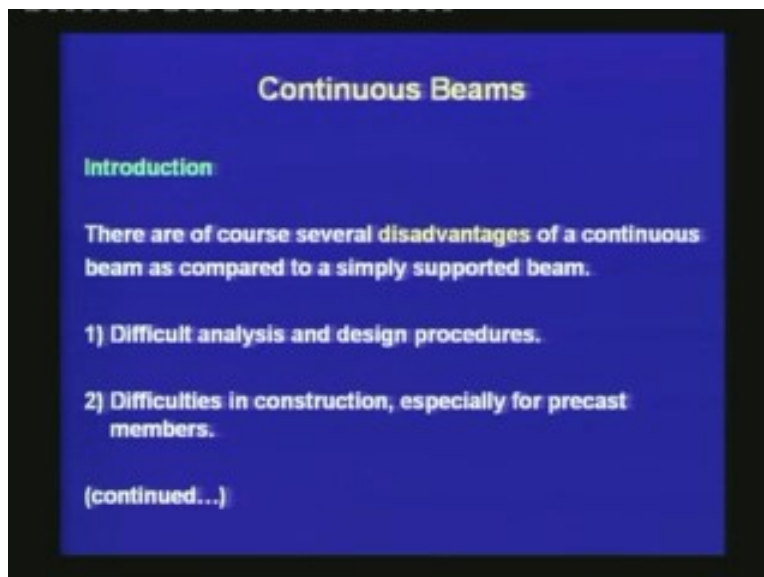 Continuous Beams
Introduction
There are of course several disadvantages of a continuous
beam as compared to a simply supported beam.
1) Difficult analysis and design procedures.
2) Difficulties in construction, especially for precast
members.
(continued...)